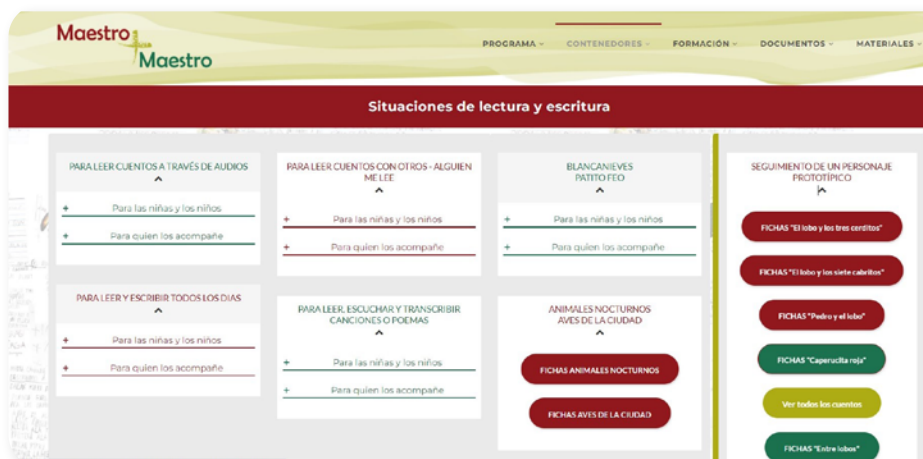 Maestro
más
Maestro
PROGRAMA
CONTENEDORES
FORMACIÓN
DOCUMENTOS
MATERIALES
Situaciones de lectura y escritura
PARA LEER CUENTOS A TRAVÉS DE AUDIOS
+ Para las niñas y los niños
+ Para quien los acompañe
PARA LEER Y ESCRIBIR TODOS LOS DIAS
+ Para las niñas y los niños
+ Para quien los acompañe
PARA LEER CUENTOS CON OTROS - ALGUIEN
ME LEE
+ Para las niñas y los niños
+ Para quien los acompañe
PARA LEER, ESCUCHAR Y TRANSCRIBIR
CANCIONES O POEMAS
+ Para las niñas y los niños
+ Para quien los acompañe
BLANCANIEVES
PATITO FEO
+ Para las niñas y los niños
+ Para quien los acompañe
ANIMALES NOCTURNOS
AVES DE LA CIUDAD
FICHAS ANIMALES NOCTURNOS
FICHAS AVES DE LA CIUDAD
SEGUIMIENTO DE UN PERSONAJE
PROTOTÍPICO
FICHAS "El lobo y los tres cerditos"
FICHAS "El lobo y los siete cabritos"
FICHAS "Pedro y el lobo"
FICHAS "Caperucita roja"
Ver todos los cuentos
FICHAS "Entre lobos"